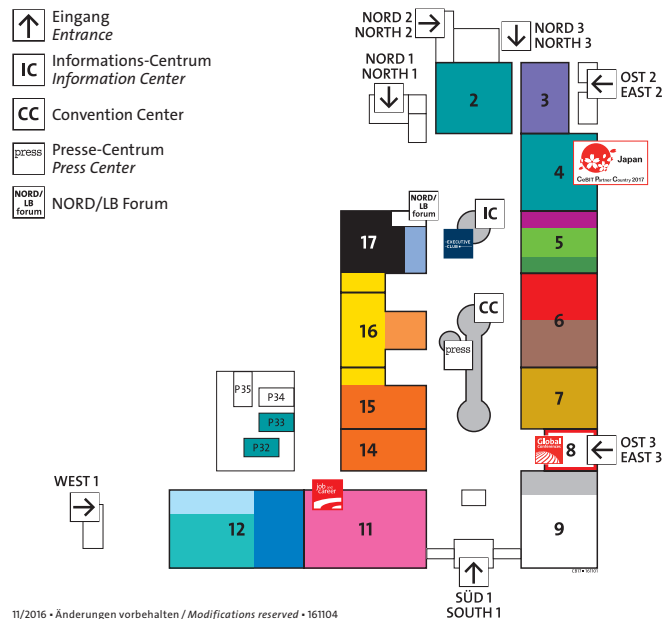 Eingang
Entrance
IC
Informations-Centrum
Information Center
CC
Convention Center
press
Presse-Centrum
Press Center
NORD/
LB
forum
NORD/LB Forum
NORD 2
NORTH 2
NORD 3
NORTH 3
NORD 1
NORTH 1
OST 2
EAST 2
2
3
4
Japan
CeBIT Partner Country 2017
NORD/
LB
forum
IC
EXECUTIVE
CLUB
17
5
CC
6
16
press
7
P35
P34
P33
P32
15
14
Global
Conferences
8
OST 3
EAST 3
WEST 1
job and
career
12
11
9
SÜD 1
SOUTH 1
11/2016 • Änderungen vorbehalten / Modifications reserved • 161104